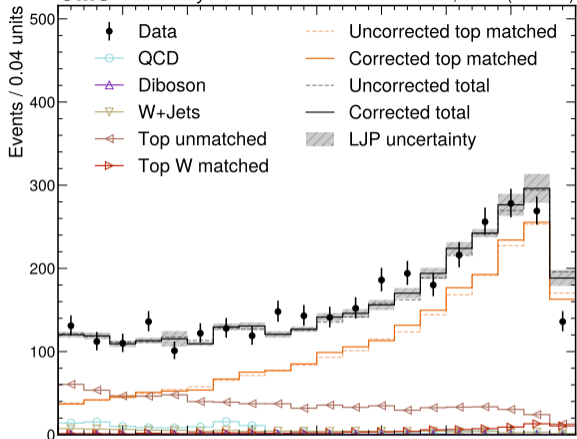 Events / 0.04 units
500
400
300
200
100
0
Data
QCD
Diboson
W+Jets
Top unmatched
Top W matched
Uncorrected top matched
Corrected top matched
Uncorrected total
Corrected total
LJP uncertainty